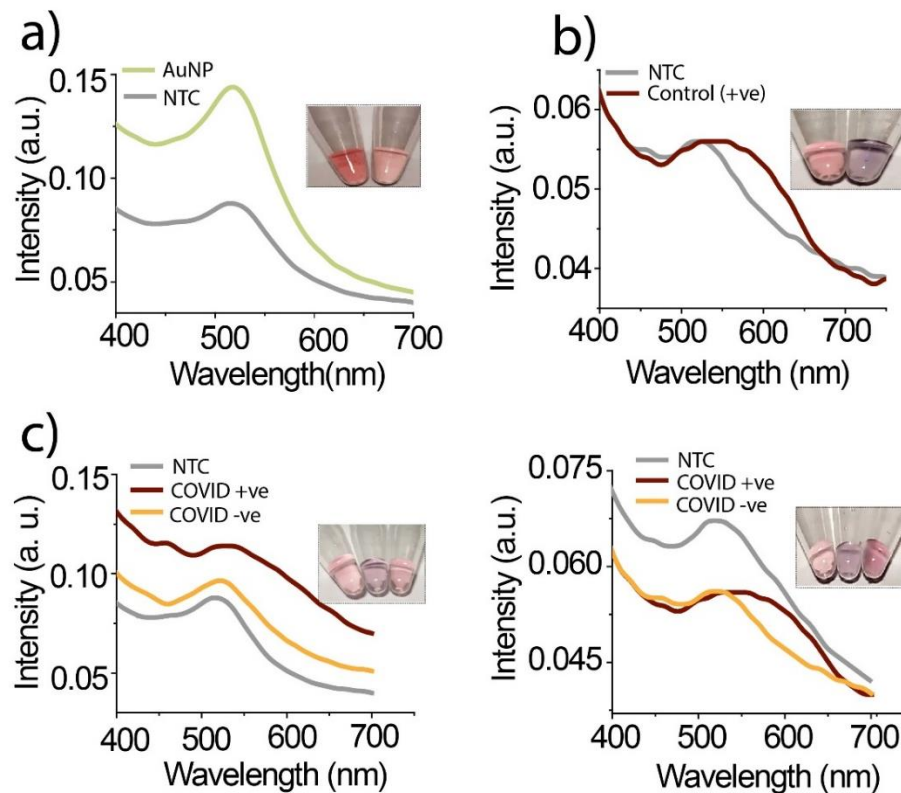 a)
AuNP
NTC
Intensity (a.u.)
0.15
0.10
0.05
400 500 600 700
Wavelength(nm)
b)
NTC
Control (+ve)
Intensity (a.u.)
0.06
0.05
0.04
400 500 600 700
Wavelength (nm)
c)
NTC
COVID +ve
COVID -ve
Intensity (a. u.)
0.15
0.10
0.05
400 500 600 700
Wavelength (nm)
NTC
COVID +ve
COVID -ve
Intensity (a.u.)
0.075
0.060
0.045
400 500 600 700
Wavelength (nm)